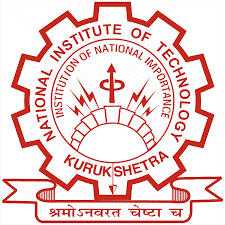 NATIONAL INSTITUTE OF TECHNOLOGY
INSTITUTION OF NATIONAL IMPORTANCE
KURUKSHETRA
श्रमोऽनवरत चेष्टा च